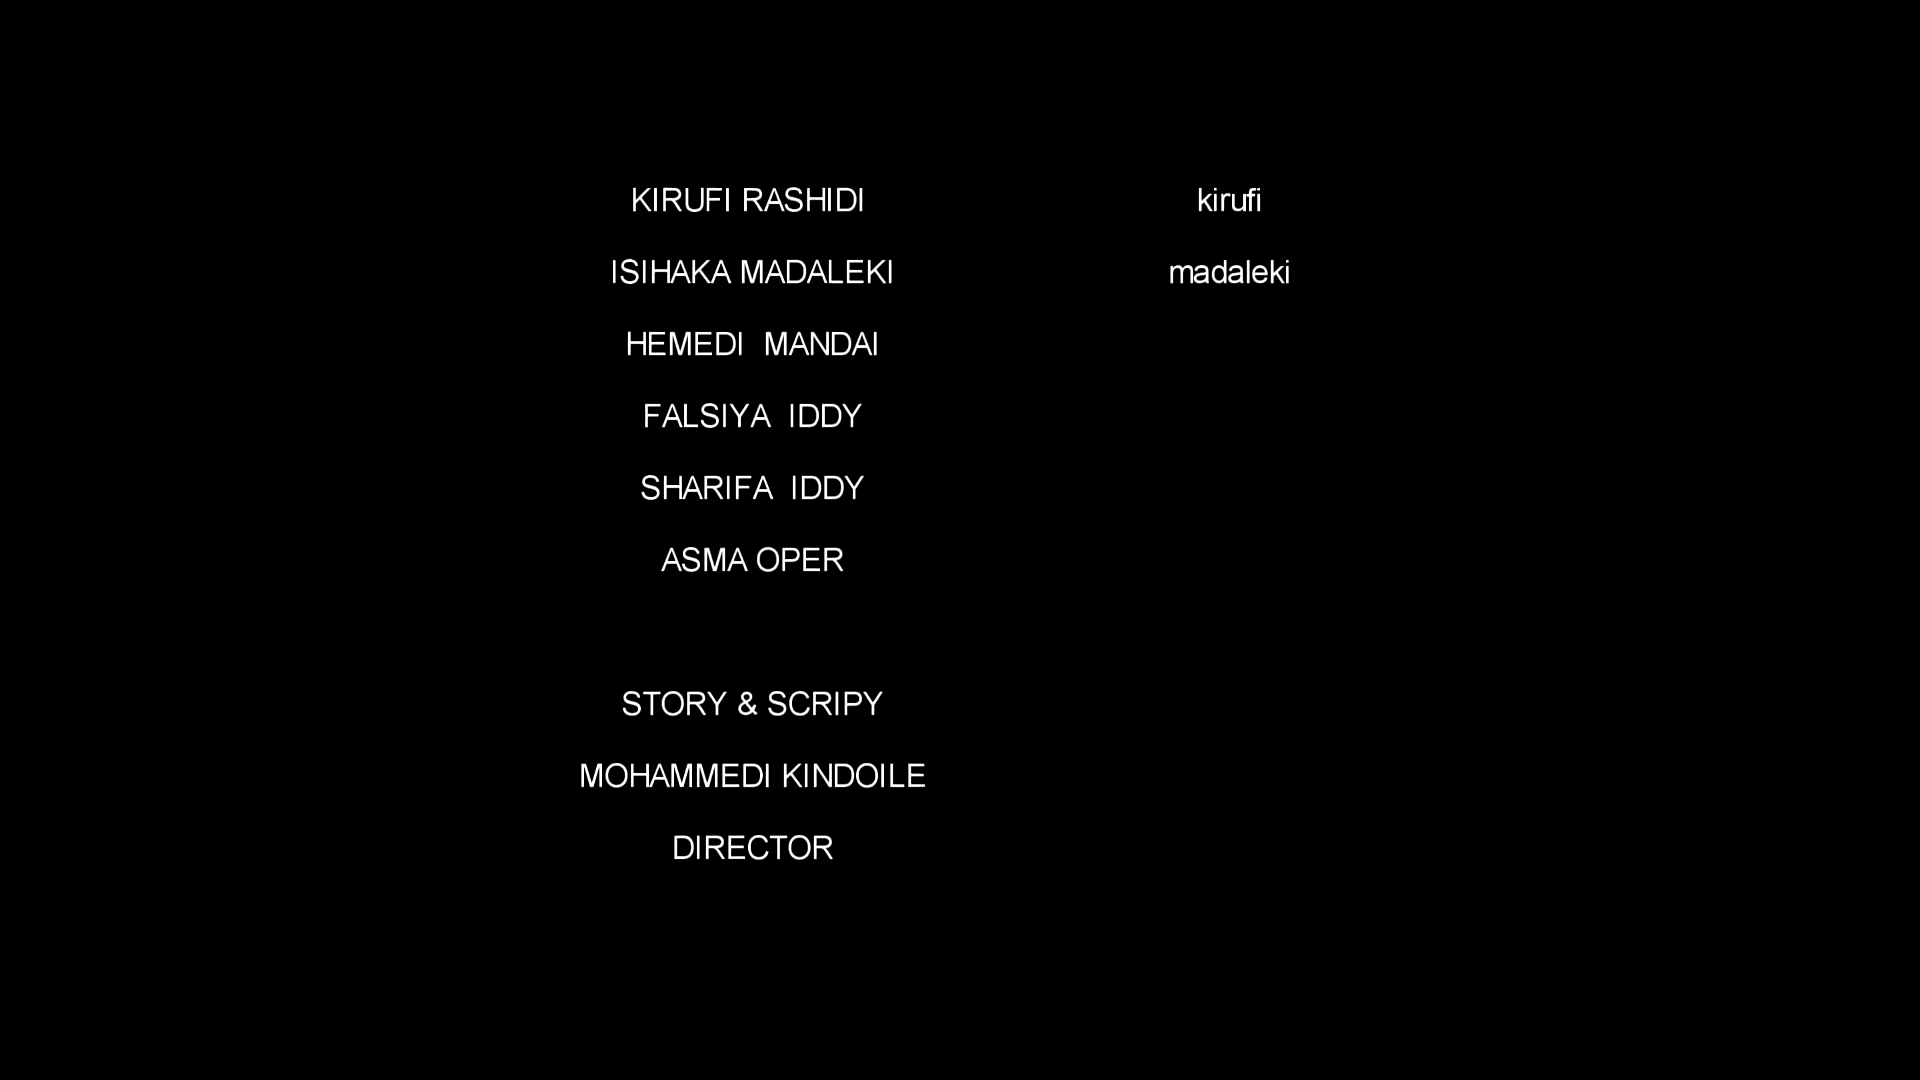 KIRUFI RASHIDI kirufi
ISIHAKA MADALEKI madaleki
HEMEDI MANDAI
FALSIYA IDDY
SHARIFA IDDY
ASMA OPER
STORY & SCRIPY
MOHAMMEDI KINDOILE
DIRECTOR